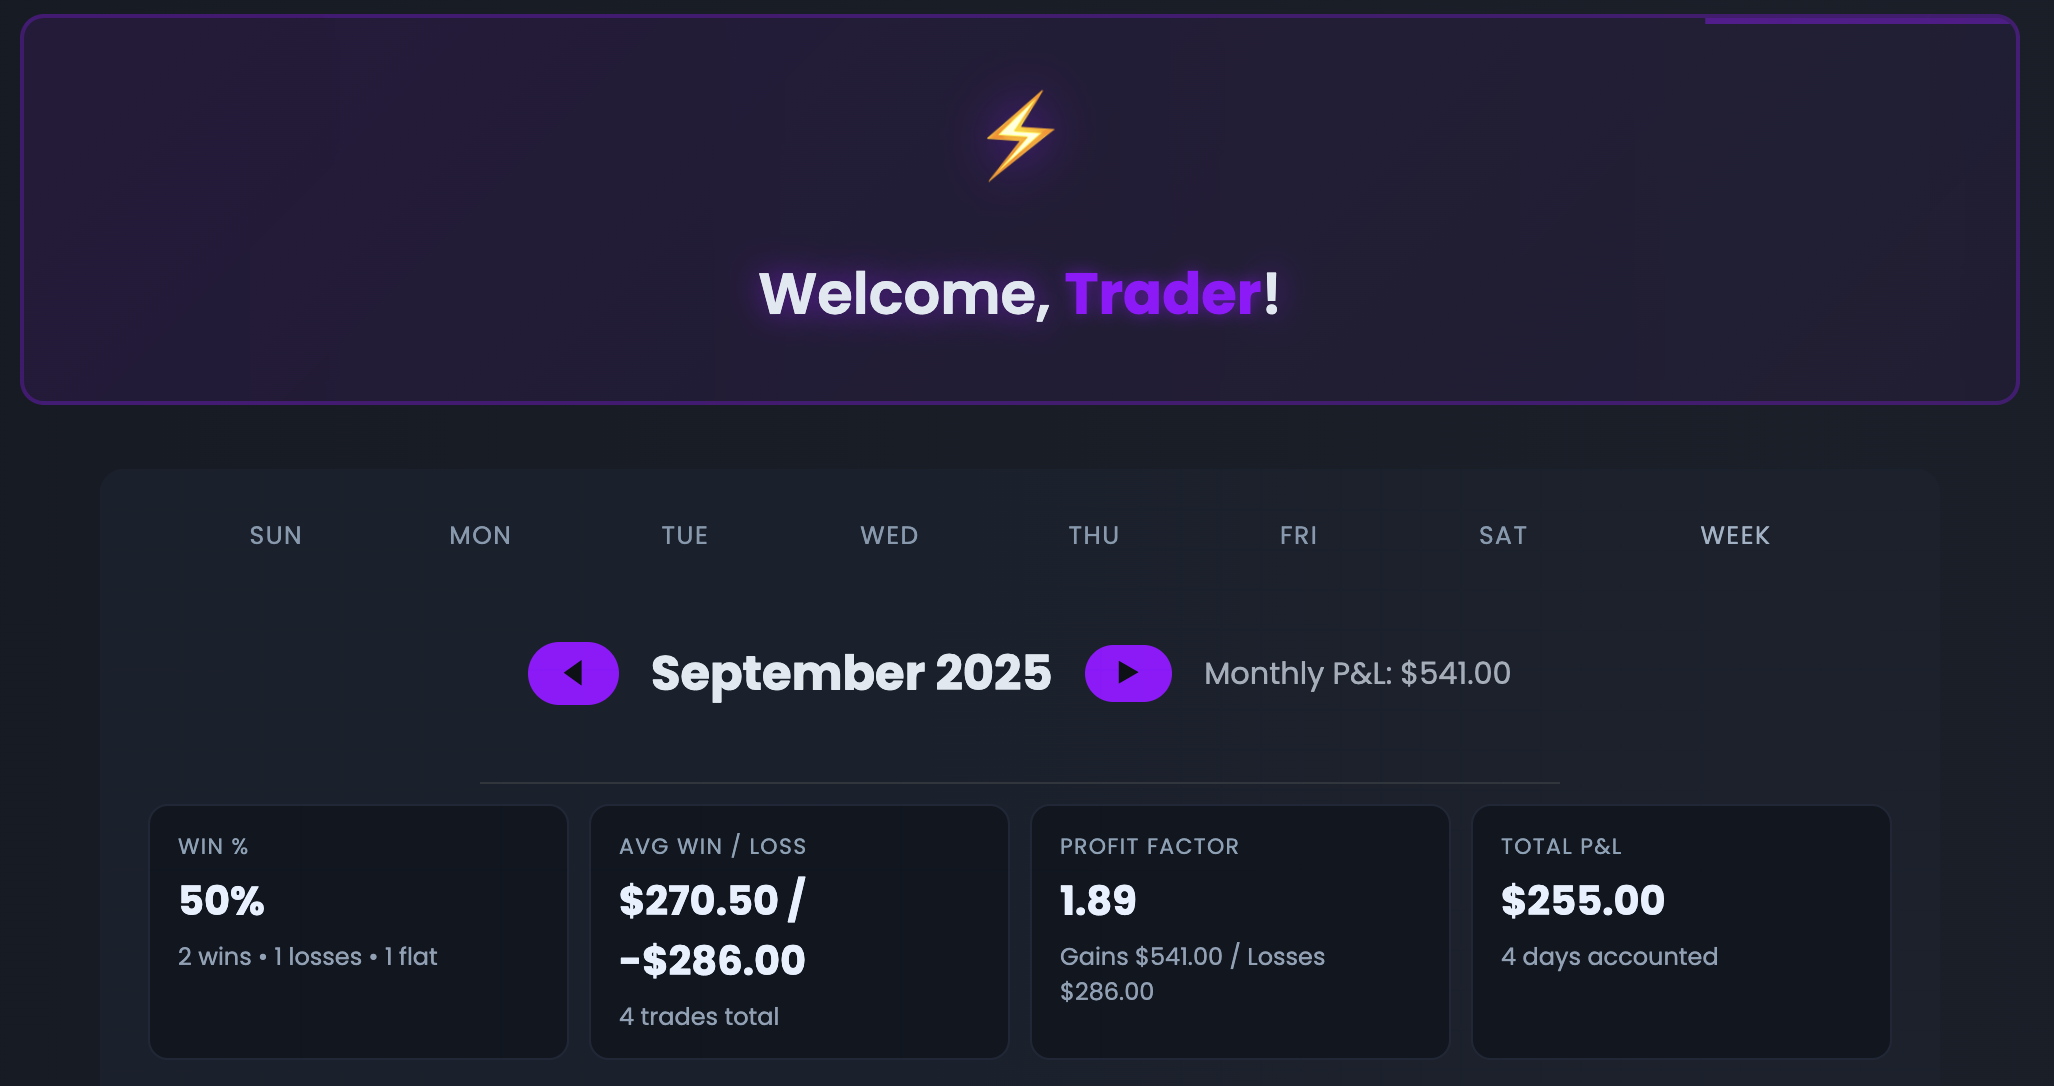 Welcome, Trader!
SUN MON TUE WED THU FRI SAT WEEK
September 2025 Monthly P&L: $541.00
WIN %
50%
2 wins • 1 losses • 1 flat
AVG WIN / LOSS
$270.50 /
-$286.00
4 trades total
PROFIT FACTOR
1.89
Gains $541.00 / Losses
$286.00
TOTAL P&L
$255.00
4 days accounted